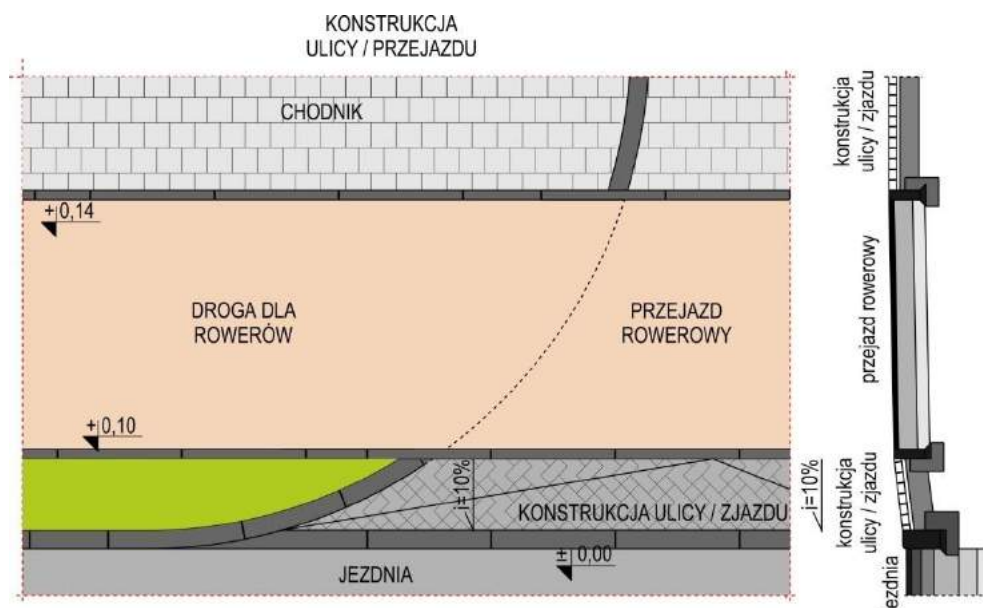 KONSTRUKCJA
ULICY / PRZEJAZDU
CHODNIK
+0,14
DROGA DLA
ROWERÓW
PRZEJAZD
ROWEROWY
+0,10
i=10%
KONSTRUKCJA ULICY / ZJAZDU
i=10%
± 0,00
JEZDNIA
konstrukcja
ulicy / zjazdu
przejazd rowerowy
konstrukcja
ulicy / zjazdu
jezdnia